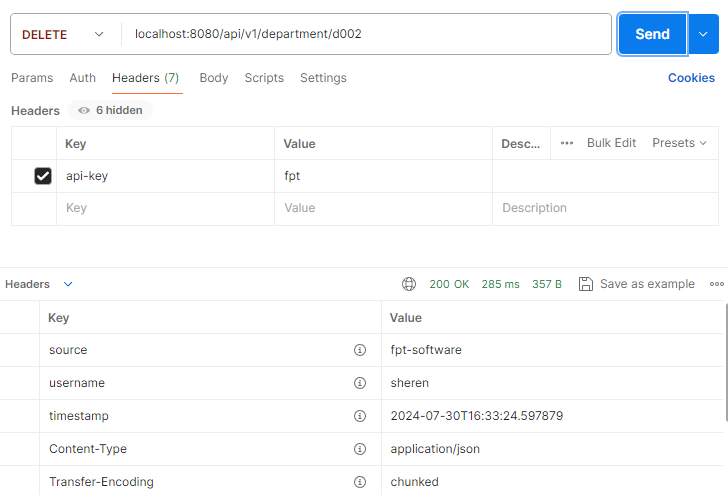 DELETE localhost:8080/api/v1/department/d002 Send
Params Auth Headers (7) Body Scripts Settings Cookies
Headers 6 hidden
Key Value Desc... Bulk Edit Presets
api-key fpt
Key Value Description
Headers 200 OK 285 ms 357 B Save as example
Key Value
source fpt-software
username sheren
timestamp 2024-07-30T16:33:24.597879
Content-Type application/json
Transfer-Encoding chunked